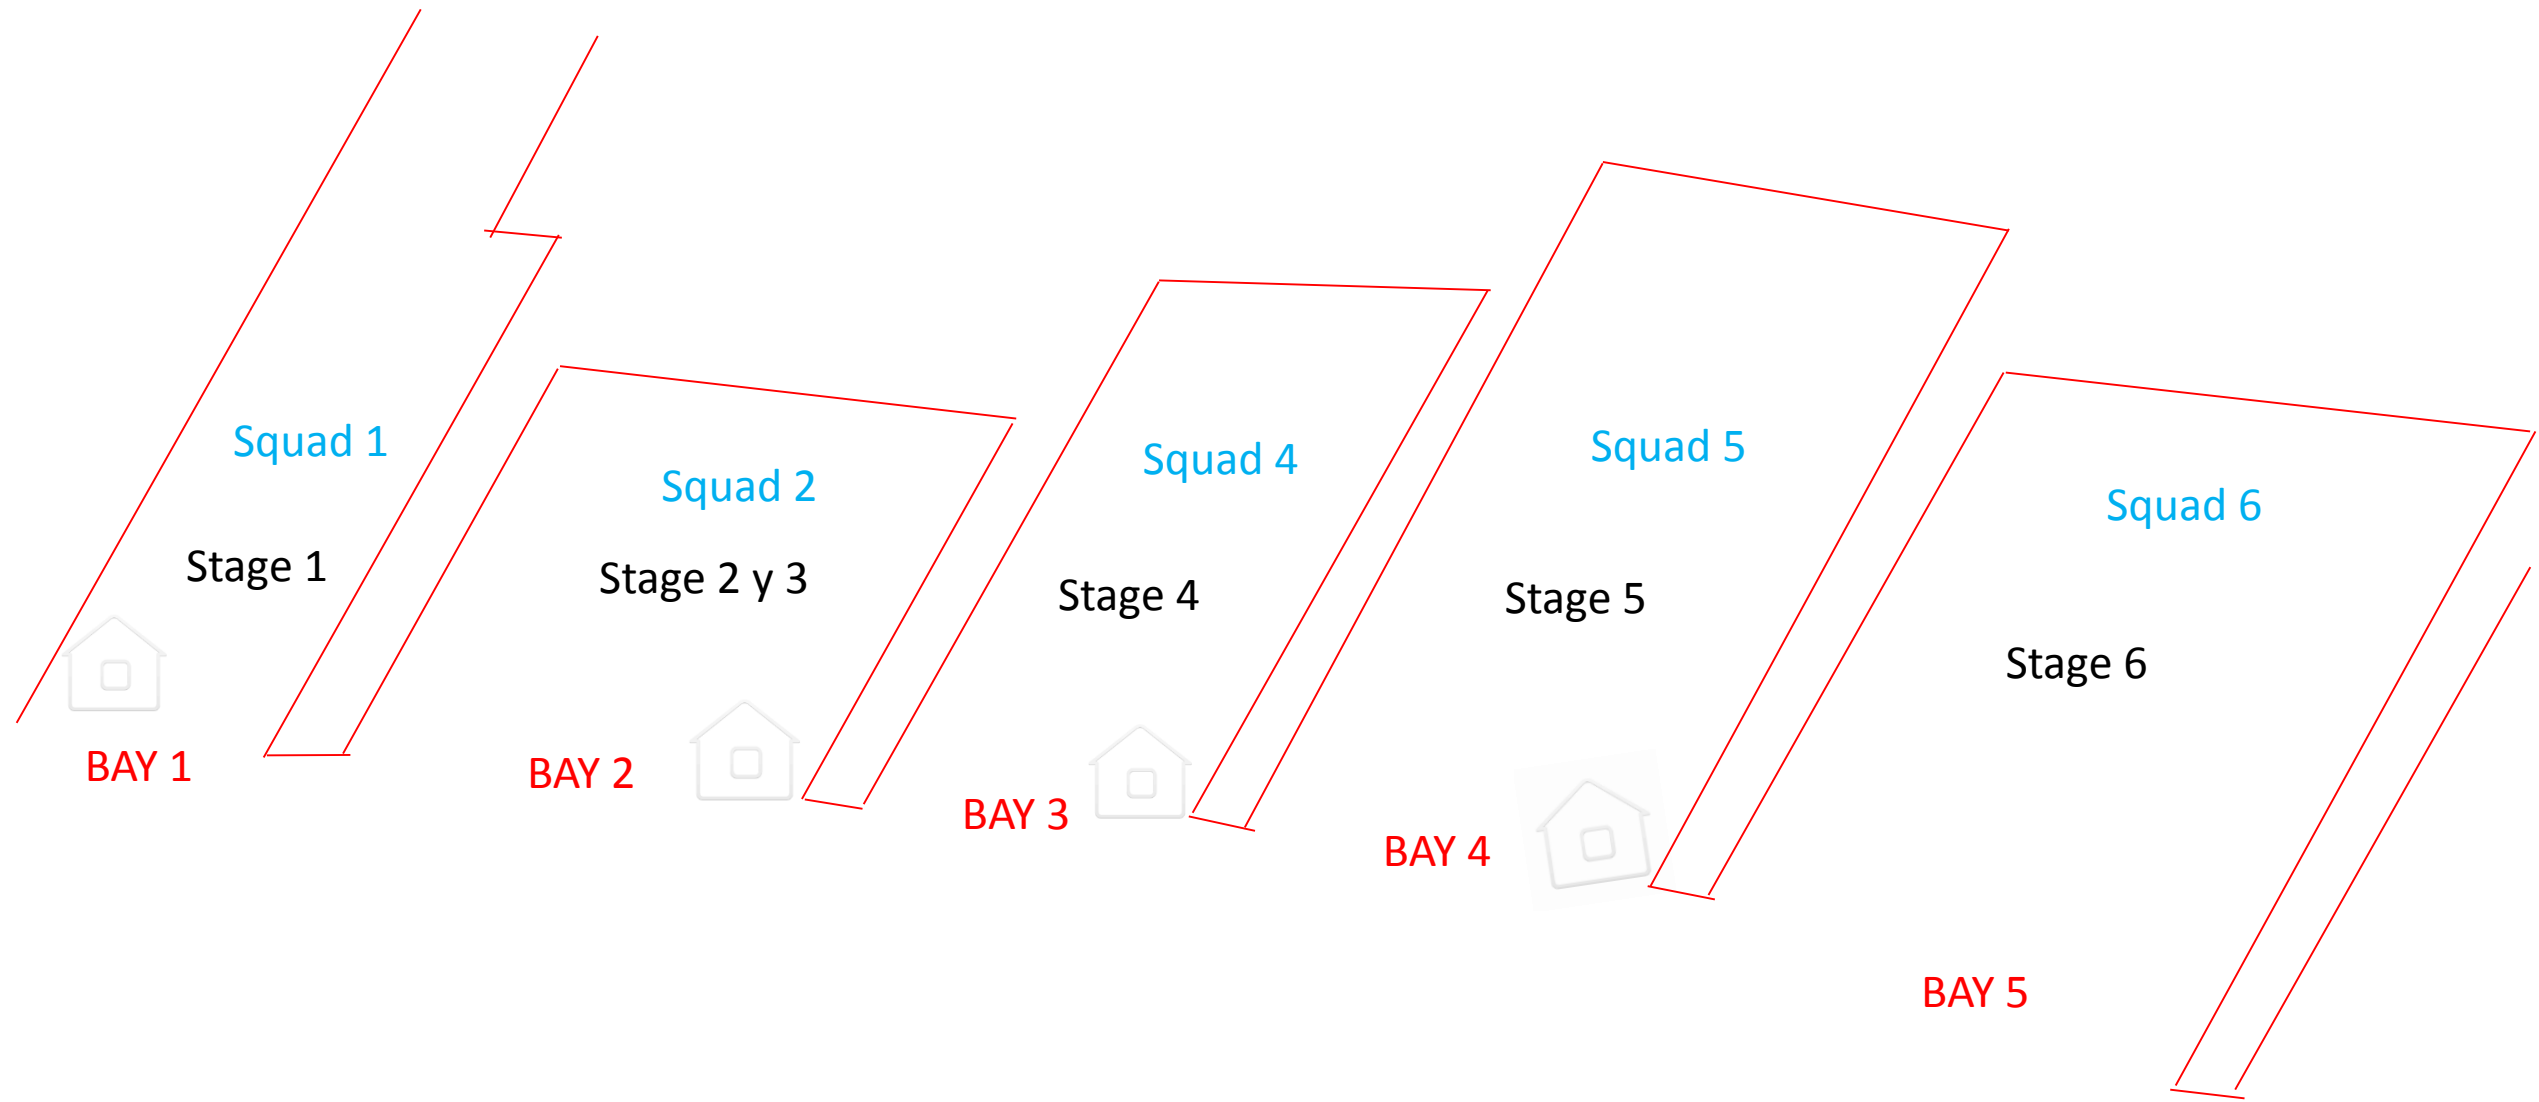 Squad 1
Stage 1
BAY 1
Squad 2
Stage 2 y 3
BAY 2
Squad 4
Stage 4
BAY 3
Squad 5
Stage 5
BAY 4
Squad 6
Stage 6
BAY 5